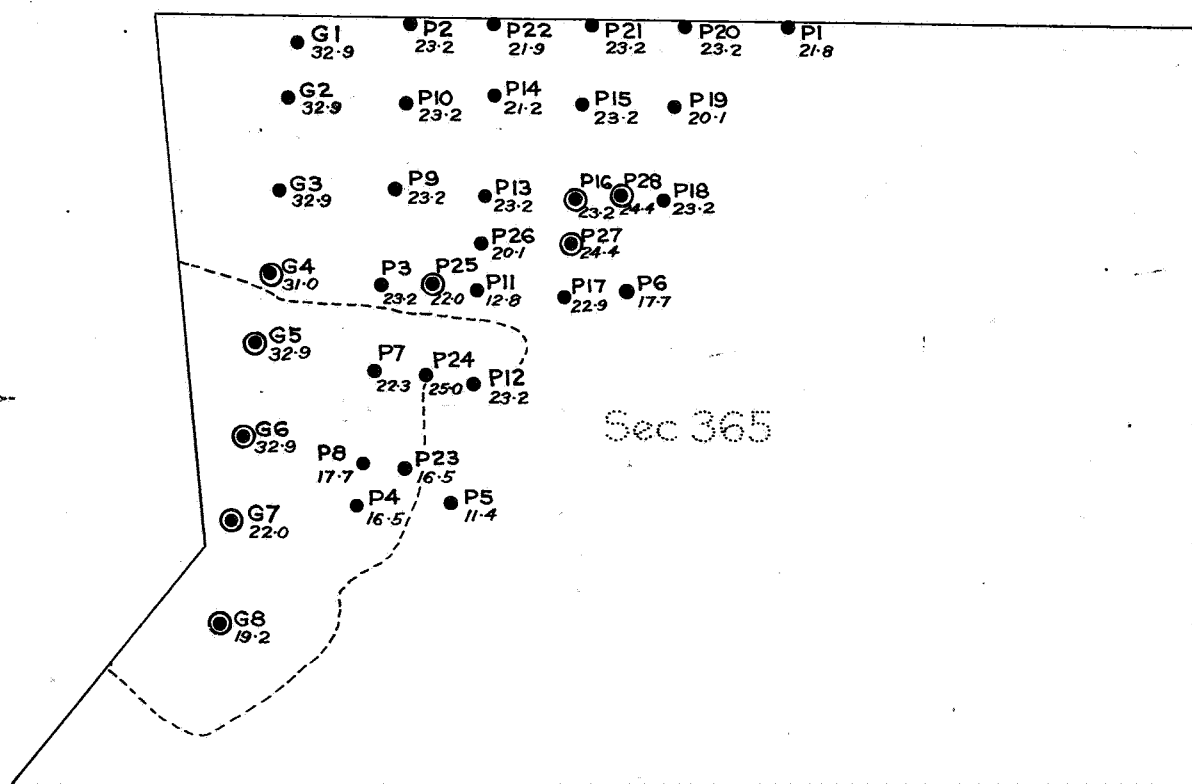 G1
32·9
P2
23·2
P22
21·9
P21
23·2
P20
23·2
P1
21·8
G2
32·9
P10
23·2
P14
21·2
P15
23·2
P19
20·1
G3
32·9
P9
23·2
P13
23·2
P16
23·2
P28
24·4
P18
23·2
P26
20·1
P27
24·4
G4
31·0
P3
23·2
P25
22·0
P11
12·8
P17
22·9
P6
17·7
G5
32·9
P7
22·3
P24
25·0
P12
23·2
Sec 365
G6
32·9
P8
17·7
P23
16·5
P4
16·5
P5
11·4
G7
22·0
G8
19·2